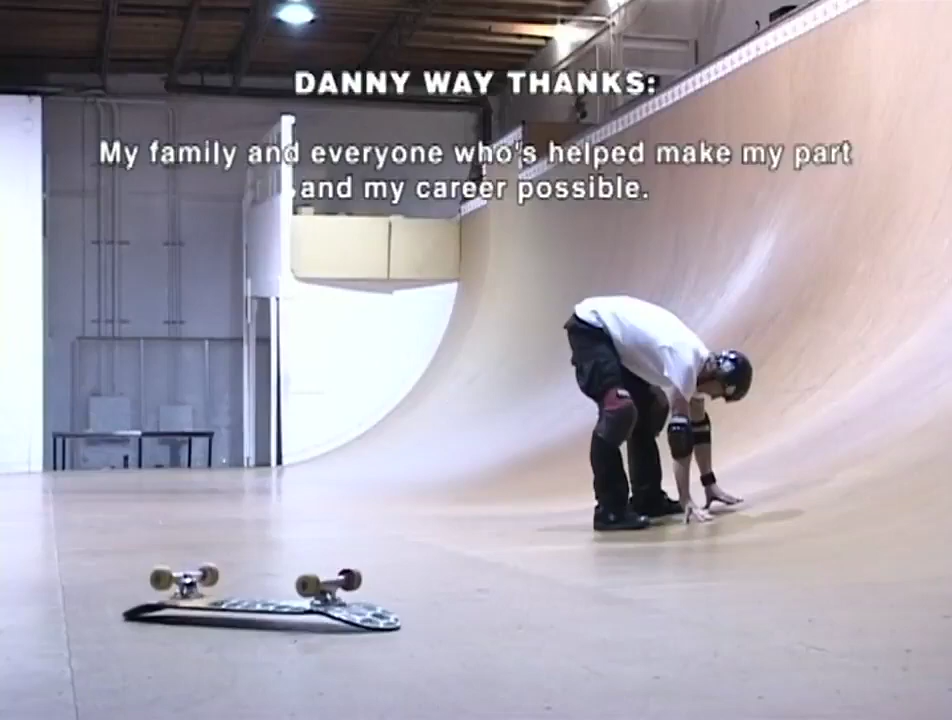 DANNY WAY THANKS:
My family and everyone who's helped make my part
and my career possible.